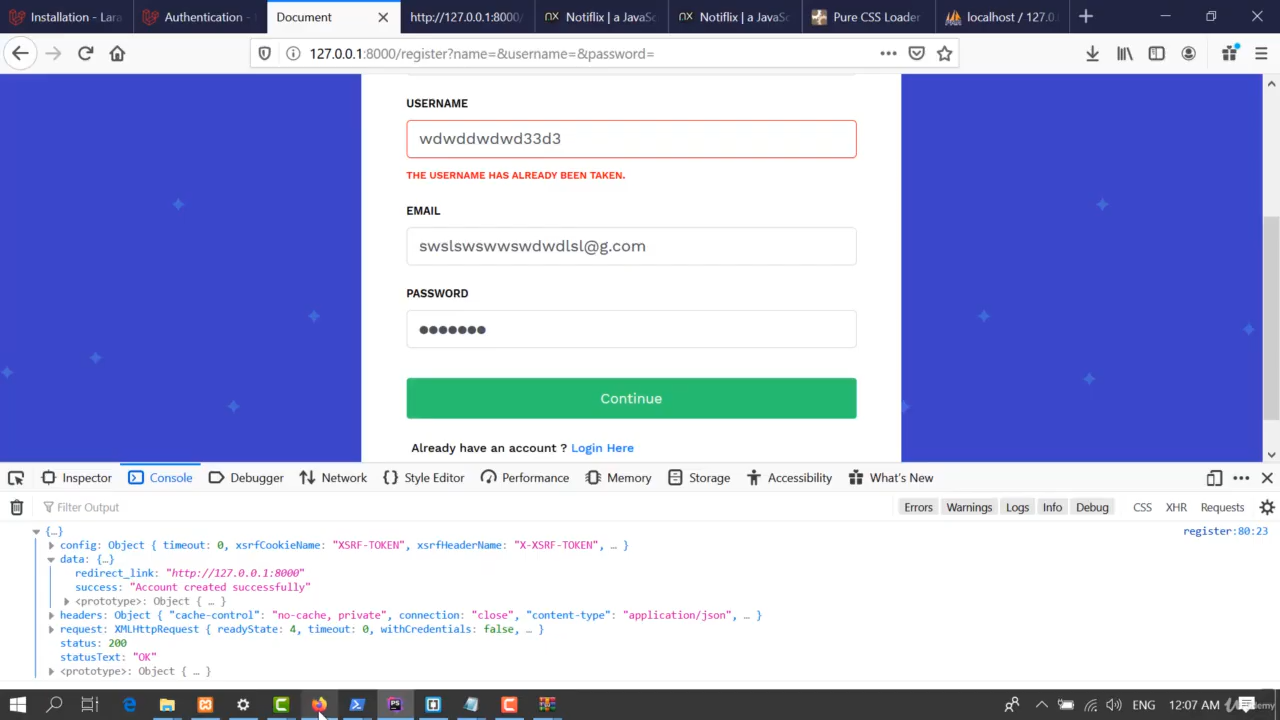 Installation - Lara
Authentication -
Document
http://127.0.0.1:8000/
Notiflix | a JavaSc
Notiflix | a JavaSc
Pure CSS Loader
localhost / 127.0.
127.0.0.1:8000/register?name=&username=&password=
USERNAME
wdwddwdwd33d3
THE USERNAME HAS ALREADY BEEN TAKEN.
EMAIL
swslswswwswdwdlsl@g.com
PASSWORD
Continue
Already have an account ? Login Here
Inspector Console Debugger Network Style Editor Performance Memory Storage Accessibility What's New
Filter Output Errors Warnings Logs Info Debug CSS XHR Requests
{…} register:80:23
config: Object { timeout: 0, xsrfCookieName: "XSRF-TOKEN", xsrfHeaderName: "X-XSRF-TOKEN", … }
data: {…}
redirect_link: "http://127.0.0.1:8000"
success: "Account created successfully"
<prototype>: Object { … }
headers: Object { "cache-control": "no-cache, private", connection: "close", "content-type": "application/json", … }
request: XMLHttpRequest { readyState: 4, timeout: 0, withCredentials: false, … }
status: 200
statusText: "OK"
<prototype>: Object { … }
PS
ENG 12:07 AM